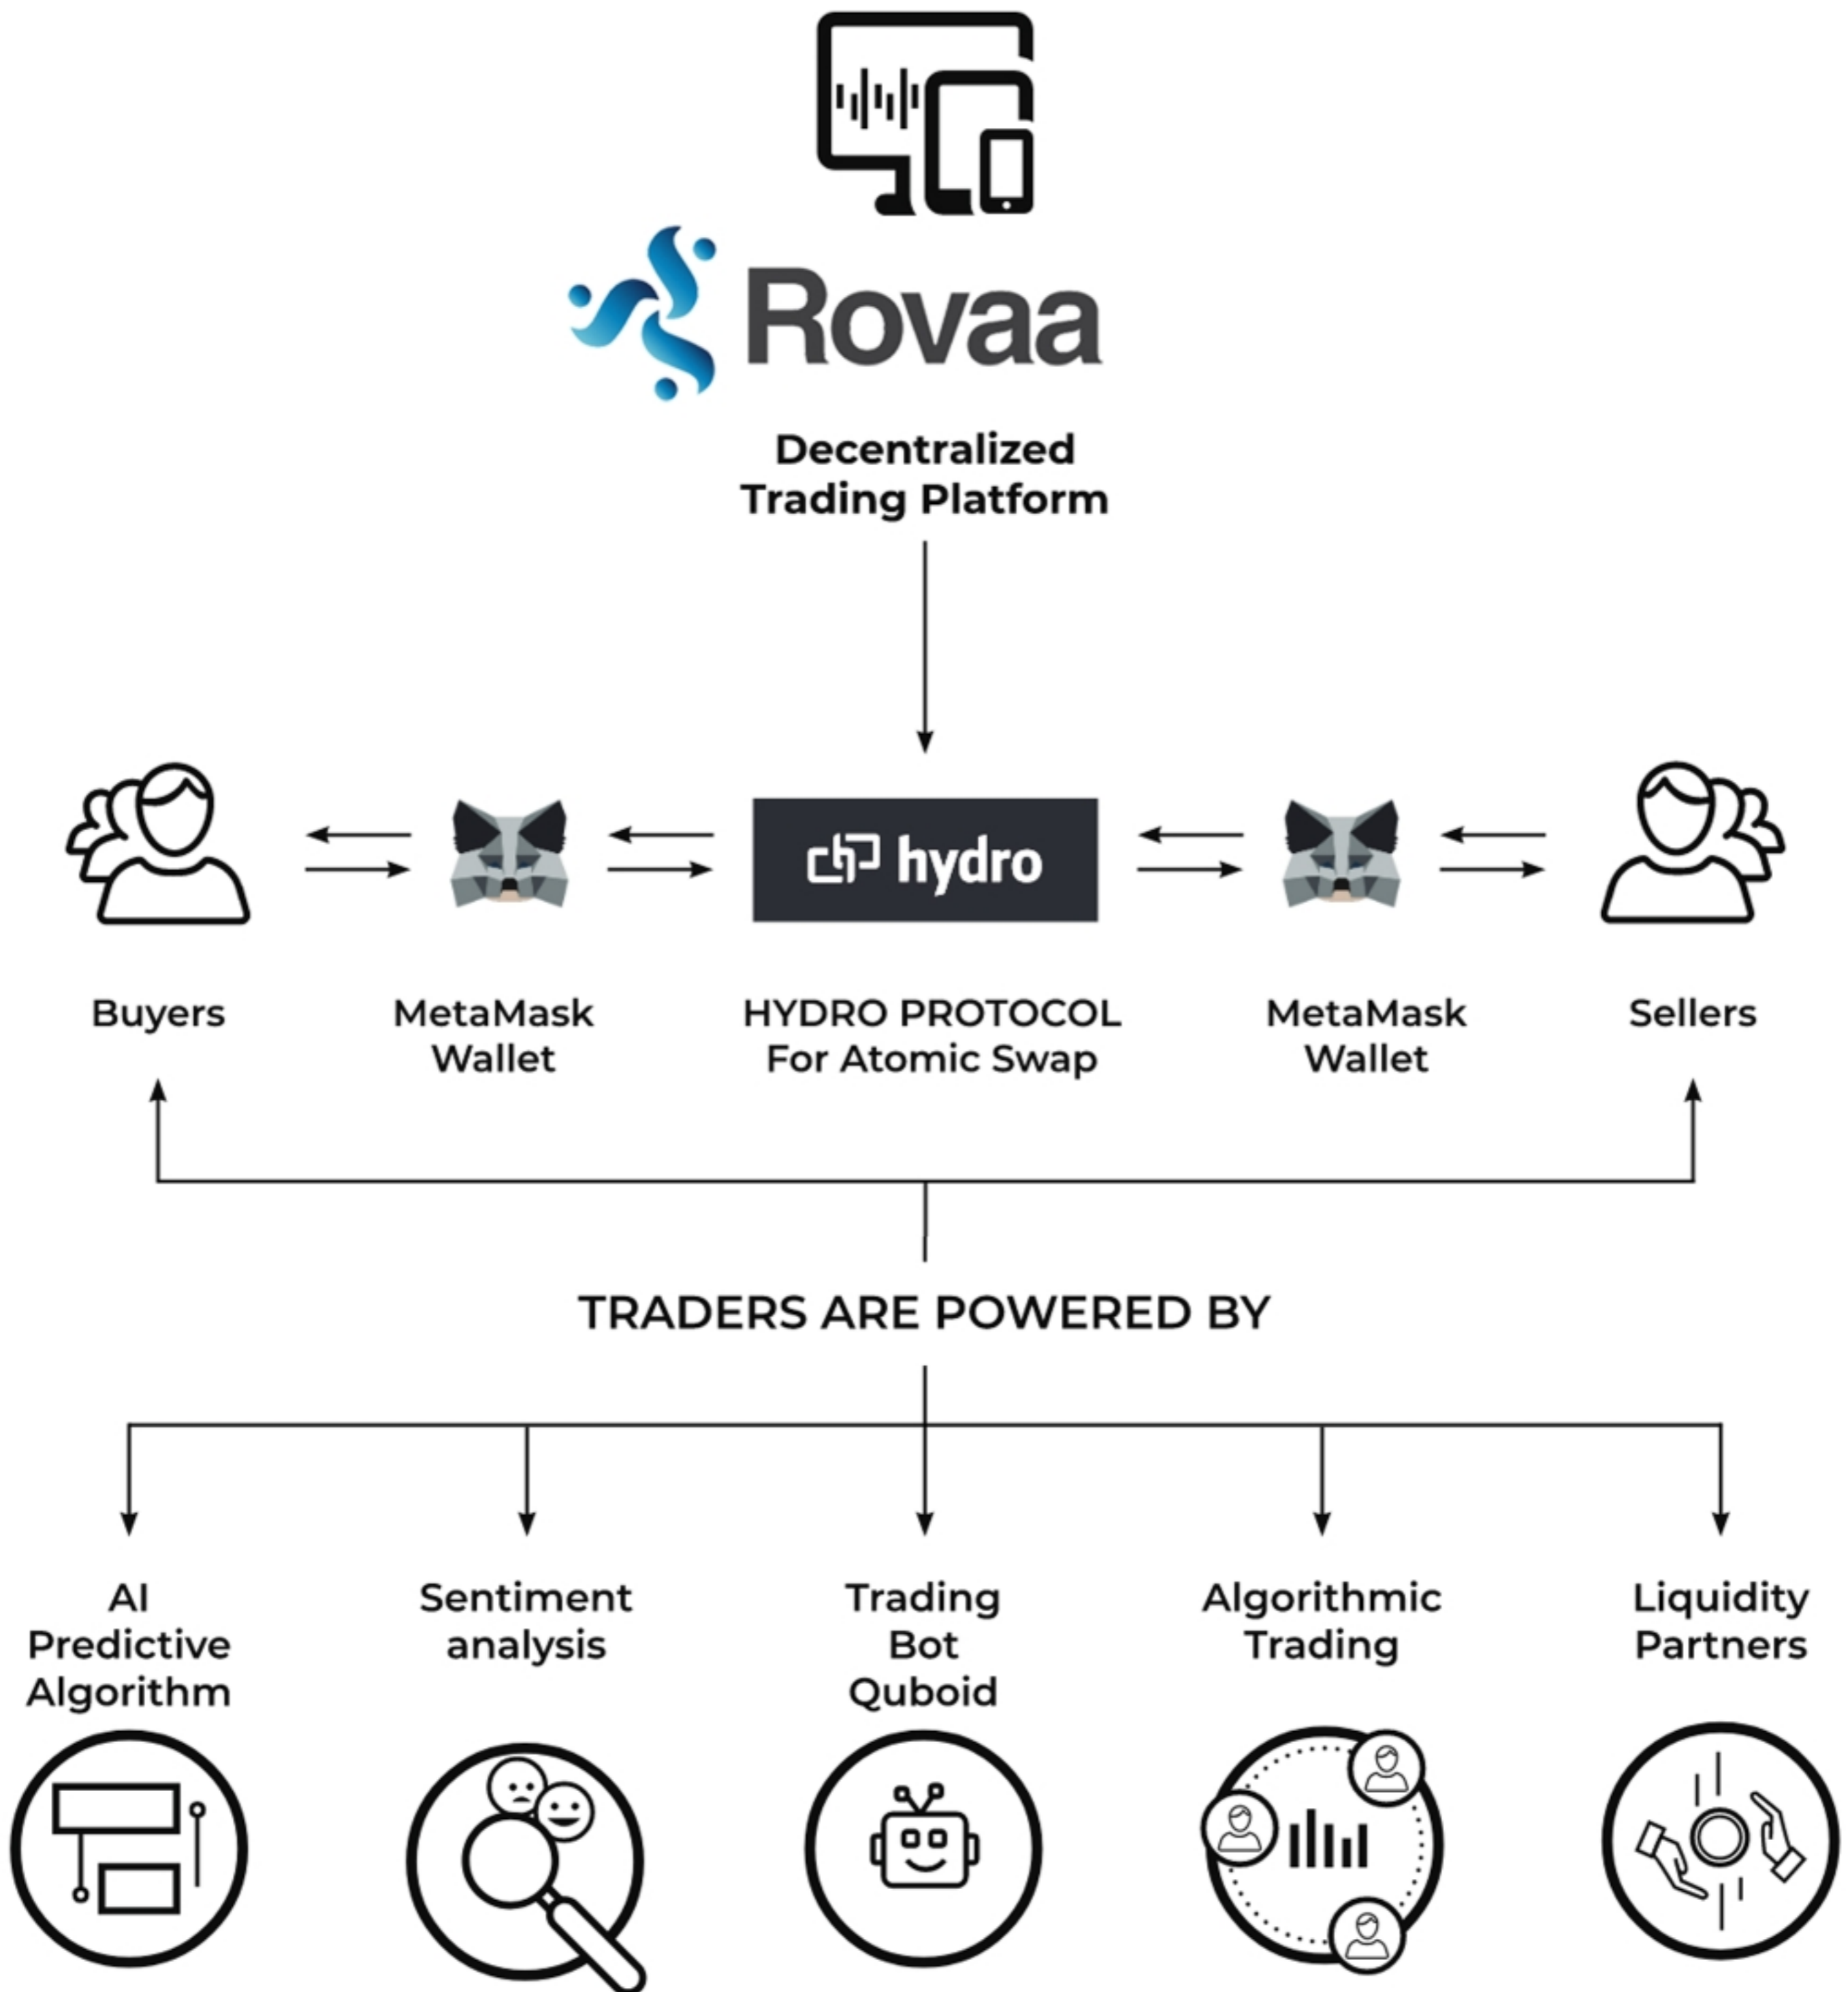 Rovaa
Decentralized
Trading Platform
hydro
Buyers
MetaMask
Wallet
HYDRO PROTOCOL
For Atomic Swap
MetaMask
Wallet
Sellers
TRADERS ARE POWERED BY
AI
Predictive
Algorithm
Sentiment
analysis
Trading
Bot
Quboid
Algorithmic
Trading
Liquidity
Partners